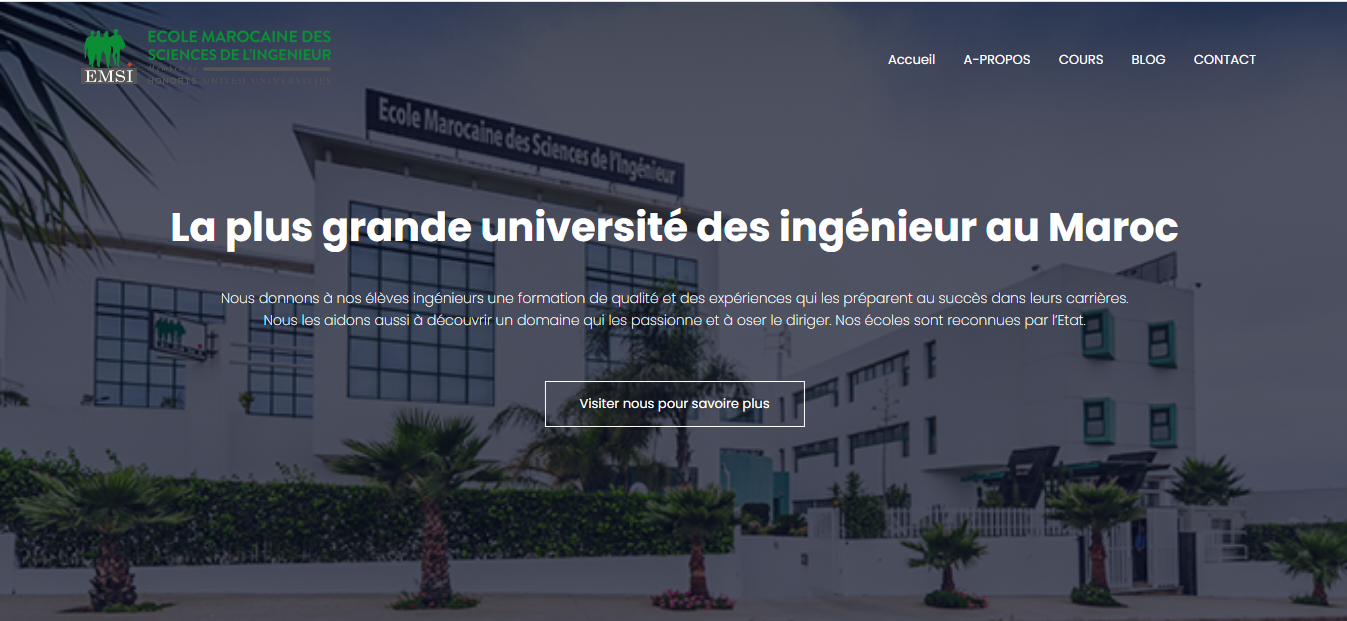 ECOLE MAROCAINE DES
SCIENCES DE L'INGENIEUR
EMSI
HONORIS UNITED UNIVERSITIES
Accueil
A-PROPOS
COURS
BLOG
CONTACT
Ecole Marocaine des Sciences de l'Ingénieur
La plus grande université des ingénieur au Maroc
Nous donnons à nos élèves ingénieurs une formation de qualité et des expériences qui les préparent au succès dans leurs carrières.
Nous les aidons aussi à découvrir un domaine qui les passionne et à oser le diriger. Nos écoles sont reconnues par l’Etat.
Visiter nous pour savoire plus